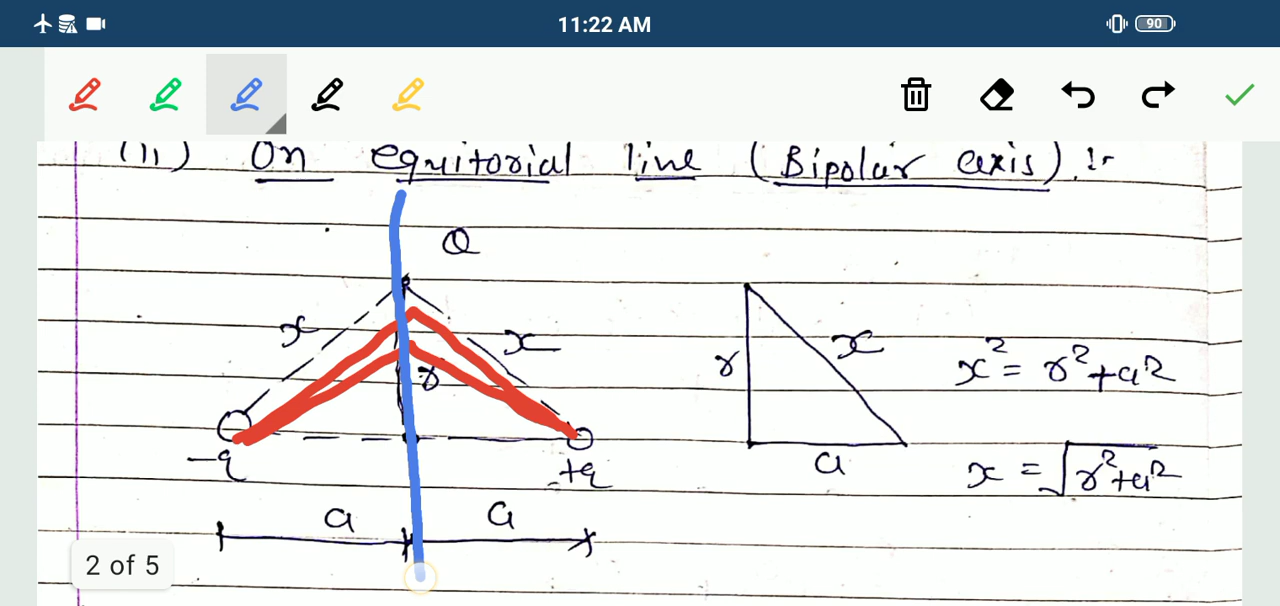 11:22 AM
90
(ii) On equitorial line (Bipolar axis) :-
Q
x x
r
-q +q
a a
r x
a
x² = r²+a²
x = √r²+a²
2 of 5